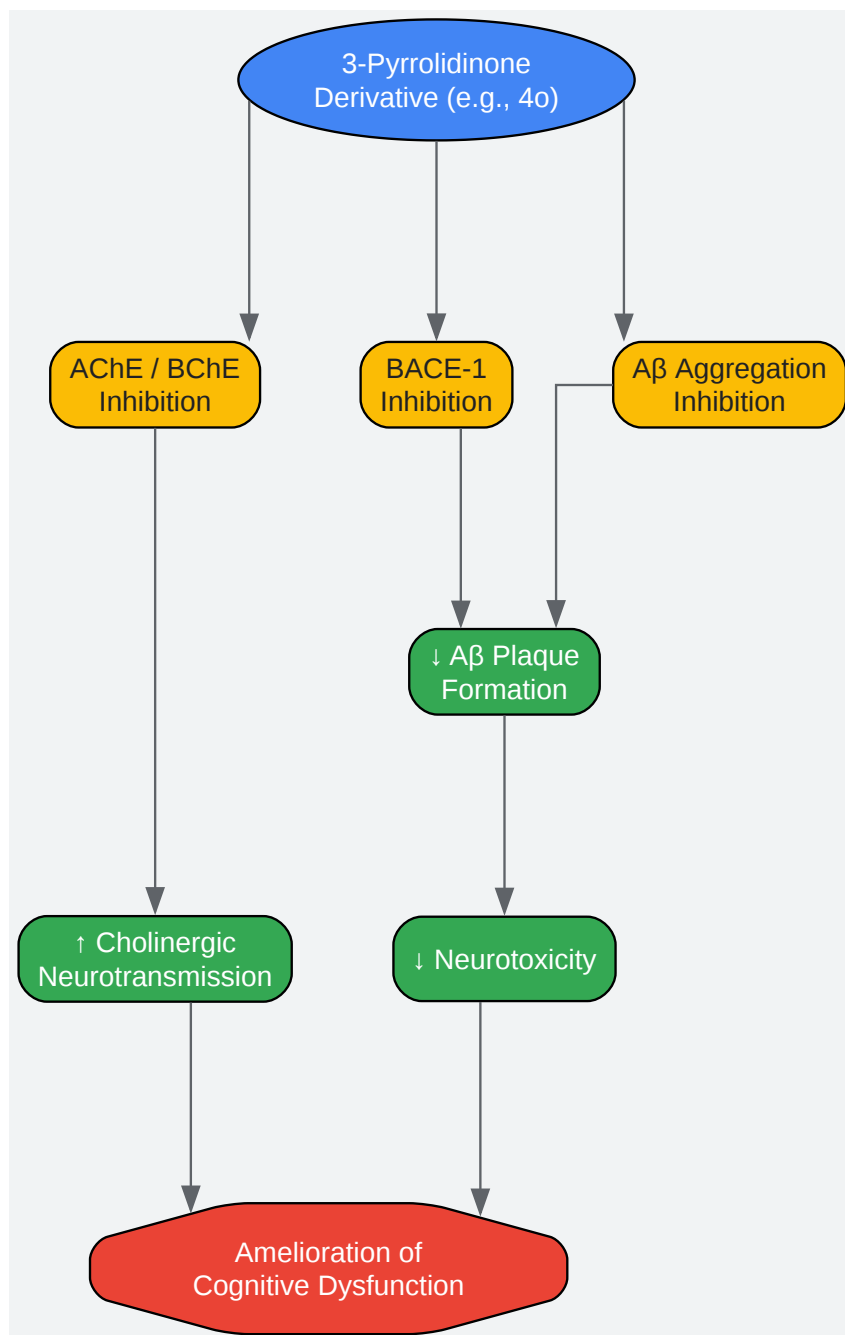 3-Pyrrolidinone
Derivative (e.g., 4o)
AChE / BChE
Inhibition
BACE-1
Inhibition
Aβ Aggregation
Inhibition
↓ Aβ Plaque
Formation
↑ Cholinergic
Neurotransmission
↓ Neurotoxicity
Amelioration of
Cognitive Dysfunction